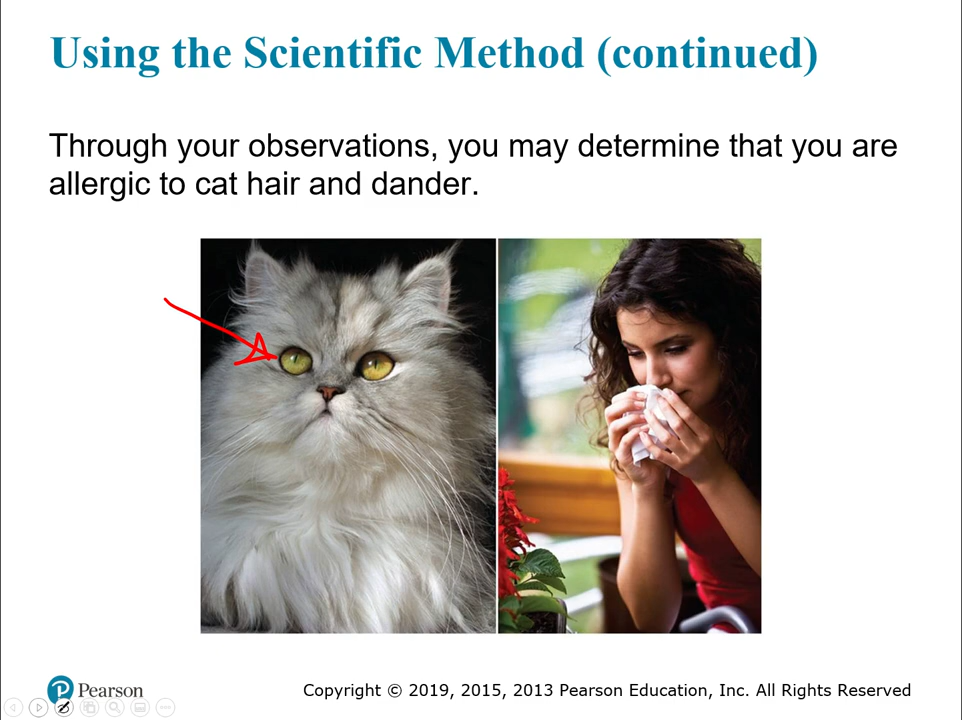 Using the Scientific Method (continued)
Through your observations, you may determine that you are
allergic to cat hair and dander.
Pearson
Copyright © 2019, 2015, 2013 Pearson Education, Inc. All Rights Reserved